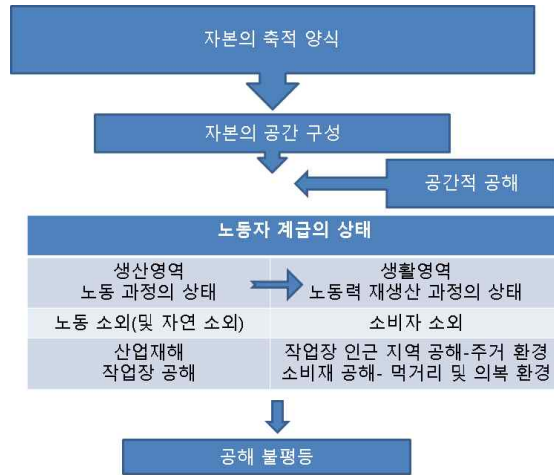 자본의 축적 양식
자본의 공간 구성
공간적 공해
노동자 계급의 상태
생산영역
노동 과정의 상태
생활영역
노동력 재생산 과정의 상태
노동 소외(및 자연 소외)
소비자 소외
산업재해
작업장 공해
작업장 인근 지역 공해-주거 환경
소비재 공해- 먹거리 및 의복 환경
공해 불평등